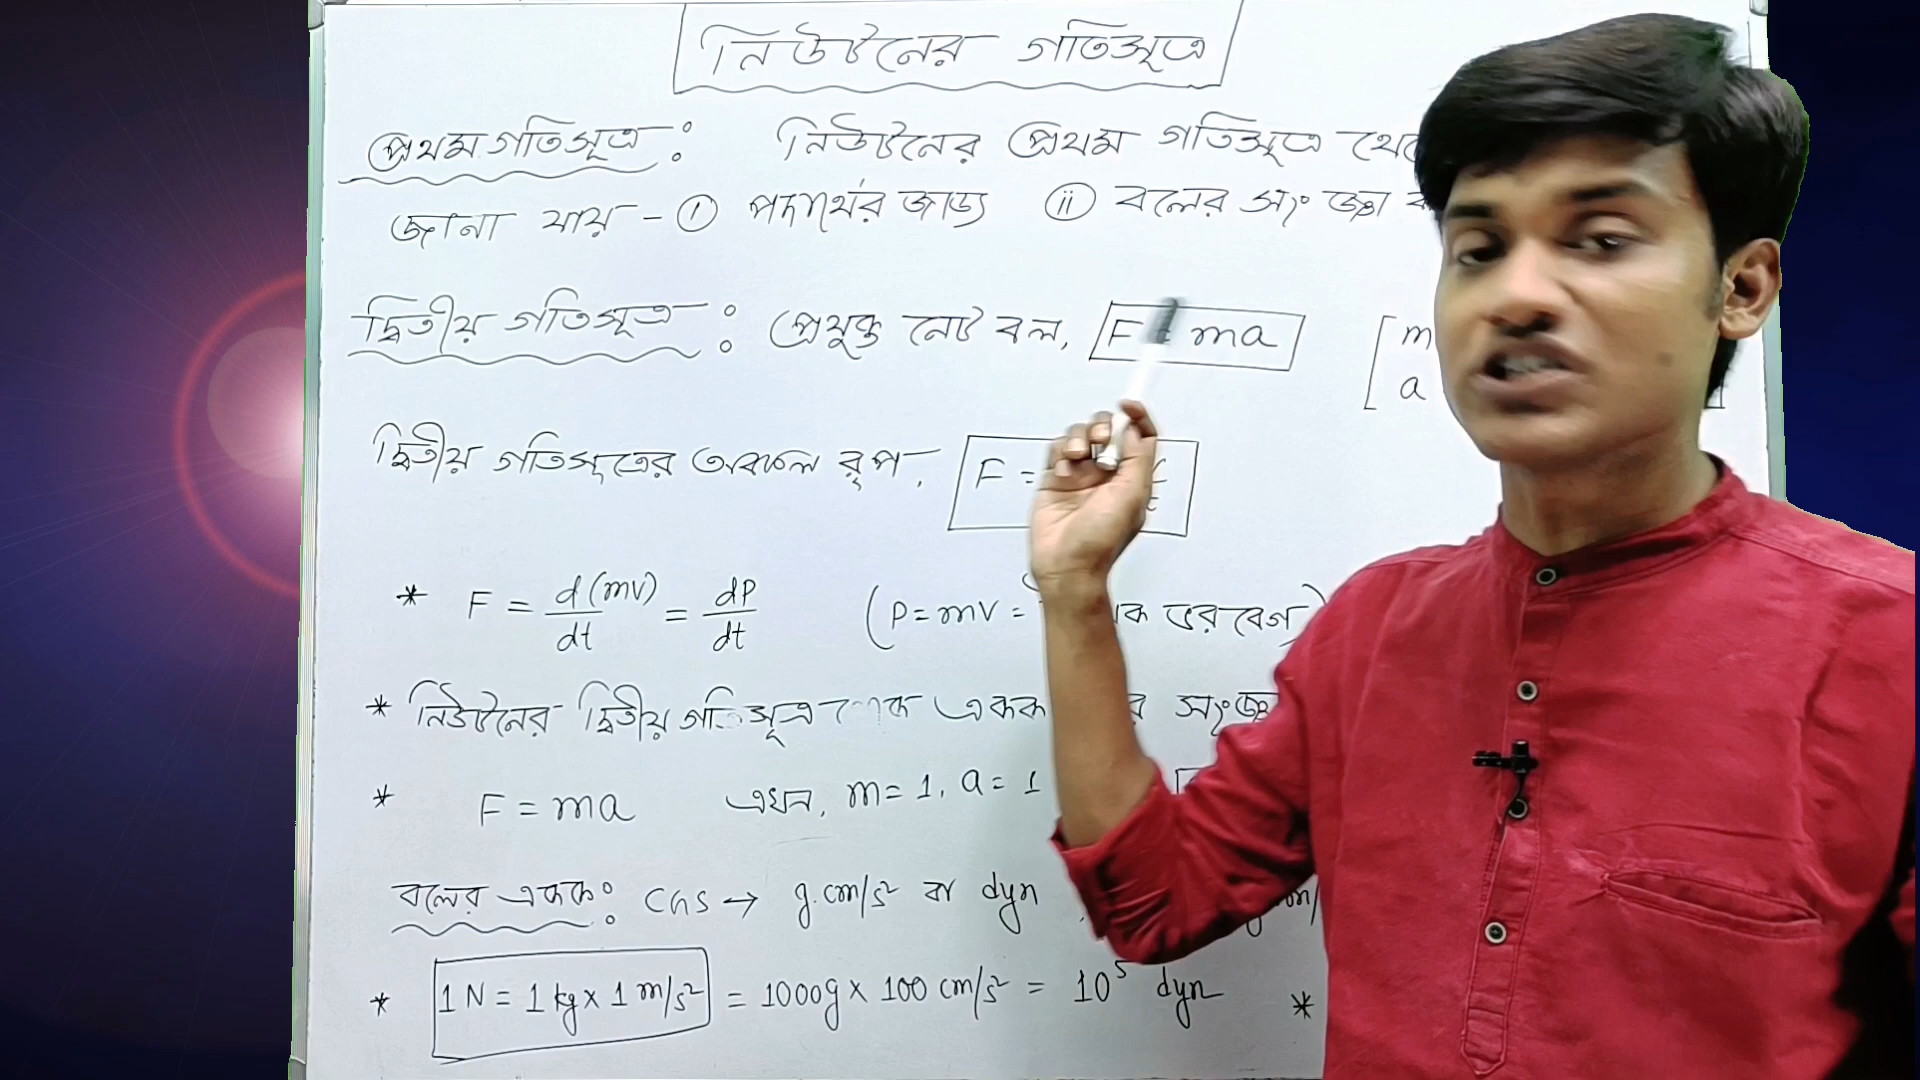 নিউটনের গতিসূত্র
প্রথম গতিসূত্র : নিউটনের প্রথম গতিসূত্র
জানা যায় – ⓘ পদার্থের জাড্য ⓘⓘ বলের সংজ্ঞা
দ্বিতীয় গতিসূত্র : প্রযুক্ত নেট বল, F = ma [m
a
দ্বিতীয় গতিসূত্রের অবকল রূপ, F =
* F = d(mv)/dt = dP/dt (P = mv = ভরবেগ)
* নিউটনের দ্বিতীয় গতিসূত্র একক সংজ্ঞা
* F = ma এখন, m = 1, a = 1
বলের একক : CGS → g.cm/s² বা dyn
* 1 N = 1 kg x 1 m/s² = 1000g x 100 cm/s² = 10⁵ dyn *